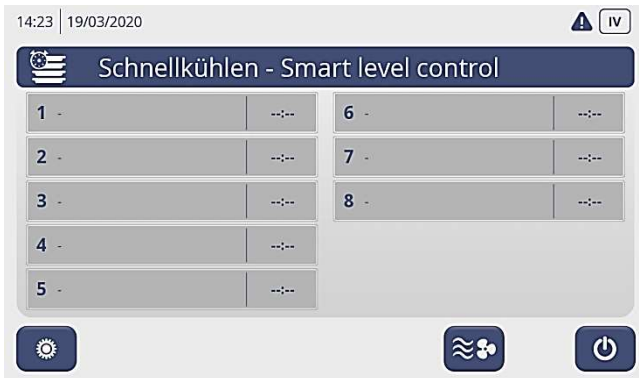 14:23 19/03/2020
IV
Schnellkühlen - Smart level control
1 - --:--
2 - --:--
3 - --:--
4 - --:--
5 - --:--
6 - --:--
7 - --:--
8 - --:--